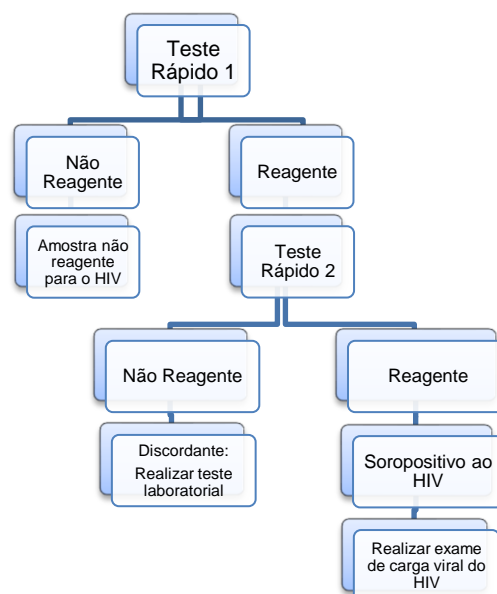 Teste
Rápido 1
Não
Reagente
Reagente
Amostra não
reagente
para o HIV
Teste
Rápido 2
Não Reagente
Reagente
Discordante:
Realizar teste
laboratorial
Soropositivo ao
HIV
Realizar exame
de carga viral do
HIV